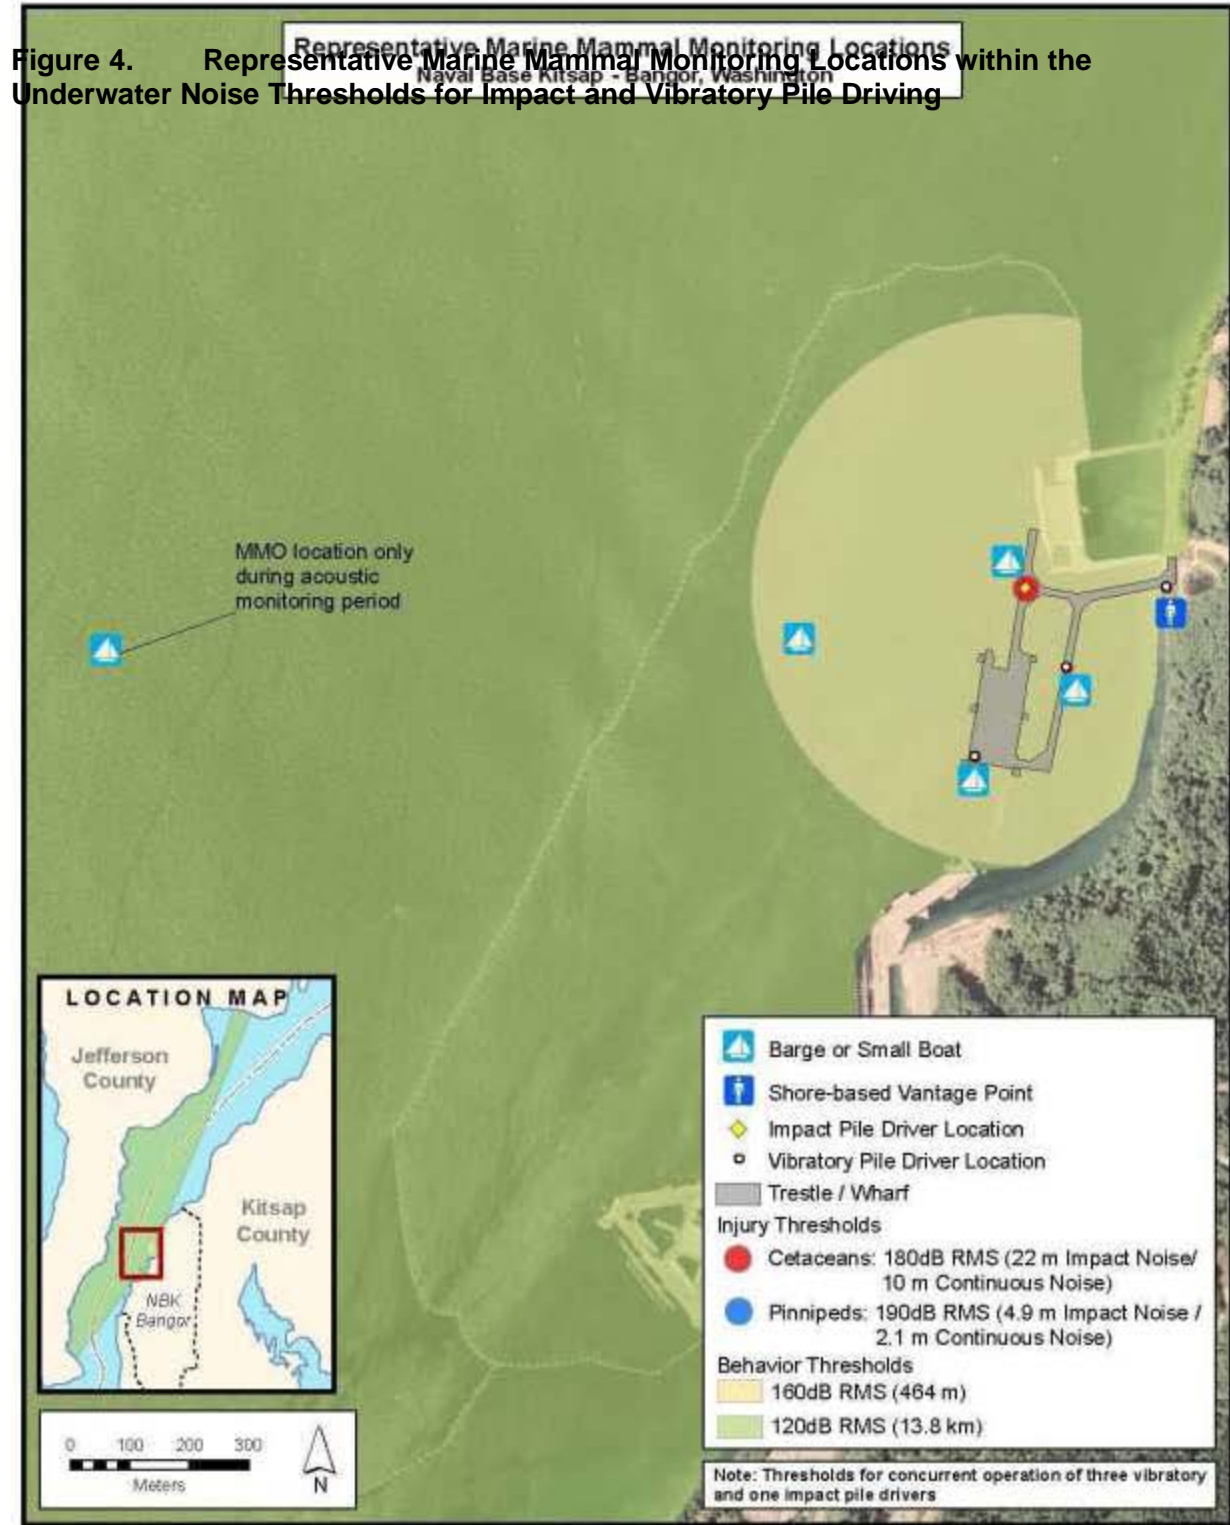 Representative Marine Mammal Monitoring Locations
Naval Base Kitsap - Bangor, Washington
Figure 4. Representative Marine Mammal Monitoring Locations within the
Underwater Noise Thresholds for Impact and Vibratory Pile Driving
MMO location only
during acoustic
monitoring period
LOCATION MAP
Jefferson
County
Kitsap
County
NBK
Bangor
0 100 200 300
Meters
N
Barge or Small Boat
Shore-based Vantage Point
Impact Pile Driver Location
Vibratory Pile Driver Location
Trestle / Wharf
Injury Thresholds
Cetaceans: 180dB RMS (22 m Impact Noise/
10 m Continuous Noise)
Pinnipeds: 190dB RMS (4.9 m Impact Noise /
2.1 m Continuous Noise)
Behavior Thresholds
160dB RMS (464 m)
120dB RMS (13.8 km)
Note: Thresholds for concurrent operation of three vibratory
and one impact pile drivers